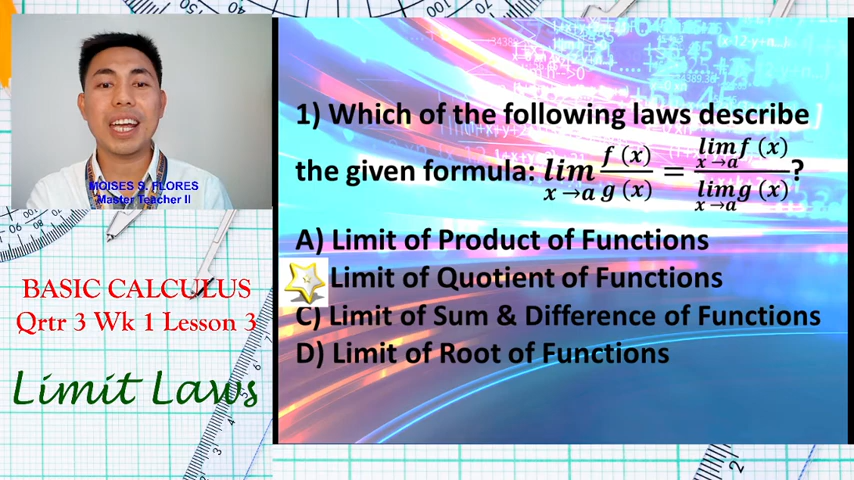 MOISES S. FLORES
Master Teacher II
BASIC CALCULUS
Qrtr 3 Wk 1 Lesson 3
Limit Laws
1) Which of the following laws describe
the given formula: lim x→a f (x) / g (x) = lim x→a f (x) / lim x→a g (x) ?
A) Limit of Product of Functions
Limit of Quotient of Functions
C) Limit of Sum & Difference of Functions
D) Limit of Root of Functions